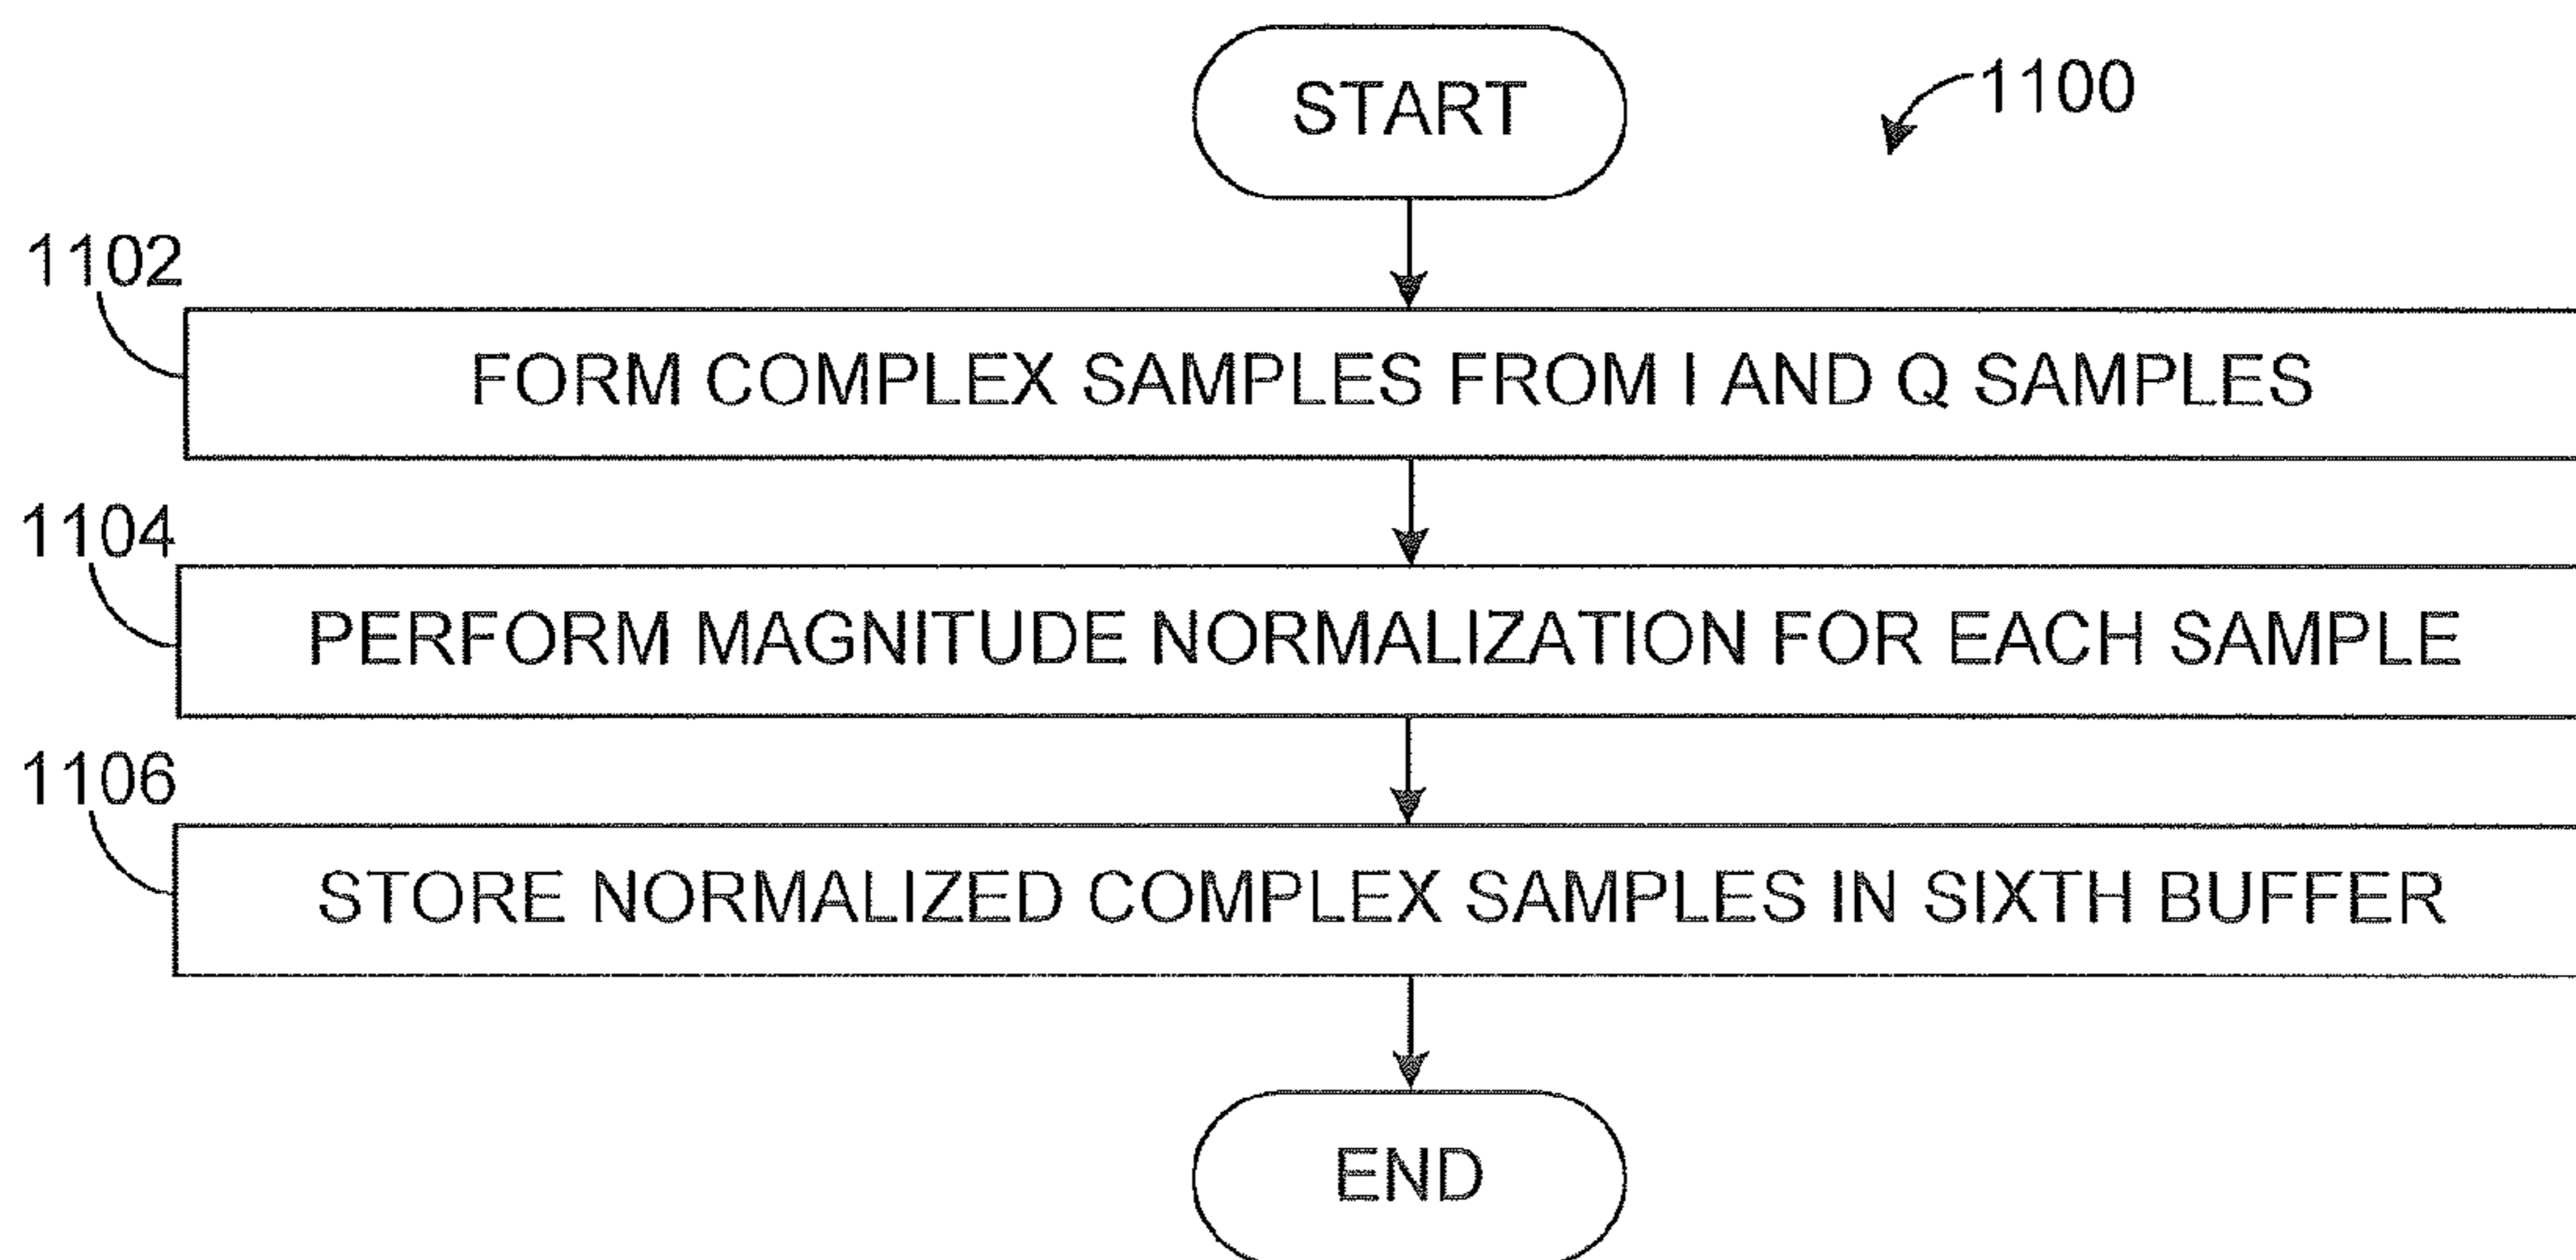 START
1100
1102
FORM COMPLEX SAMPLES FROM I AND Q SAMPLES
1104
PERFORM MAGNITUDE NORMALIZATION FOR EACH SAMPLE
1106
STORE NORMALIZED COMPLEX SAMPLES IN SIXTH BUFFER
END